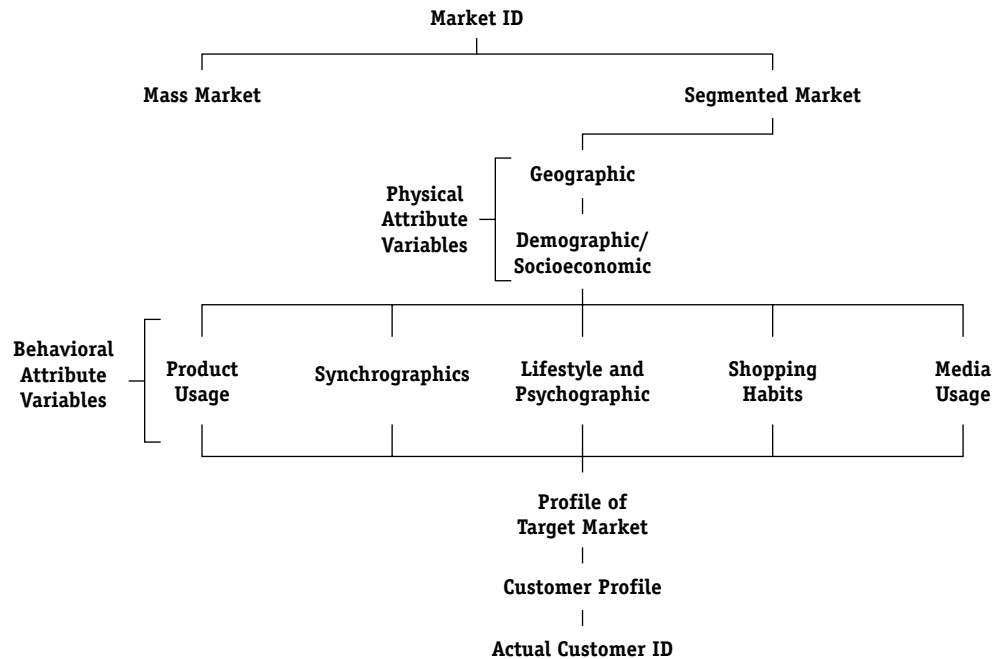 Market ID
Mass Market
Segmented Market
Physical
Attribute
Variables
Geographic
Demographic/
Socioeconomic
Behavioral
Attribute
Variables
Product
Usage
Synchrographics
Lifestyle and
Psychographic
Shopping
Habits
Media
Usage
Profile of
Target Market
Customer Profile
Actual Customer ID